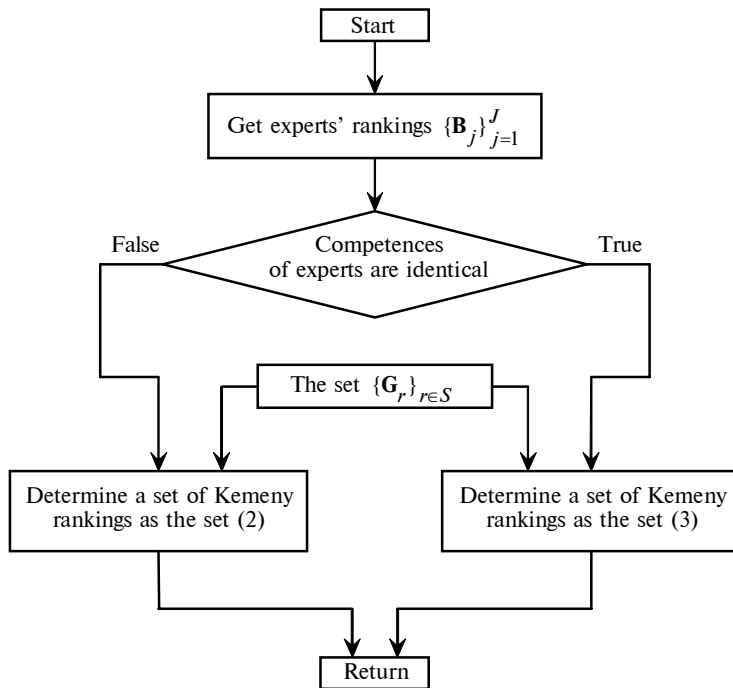 Start
Get experts’ rankings {B_j}_{j=1}^J
Competences
of experts are identical
False
True
The set {G_r}_{r∈S}
Determine a set of Kemeny
rankings as the set (2)
Determine a set of Kemeny
rankings as the set (3)
Return